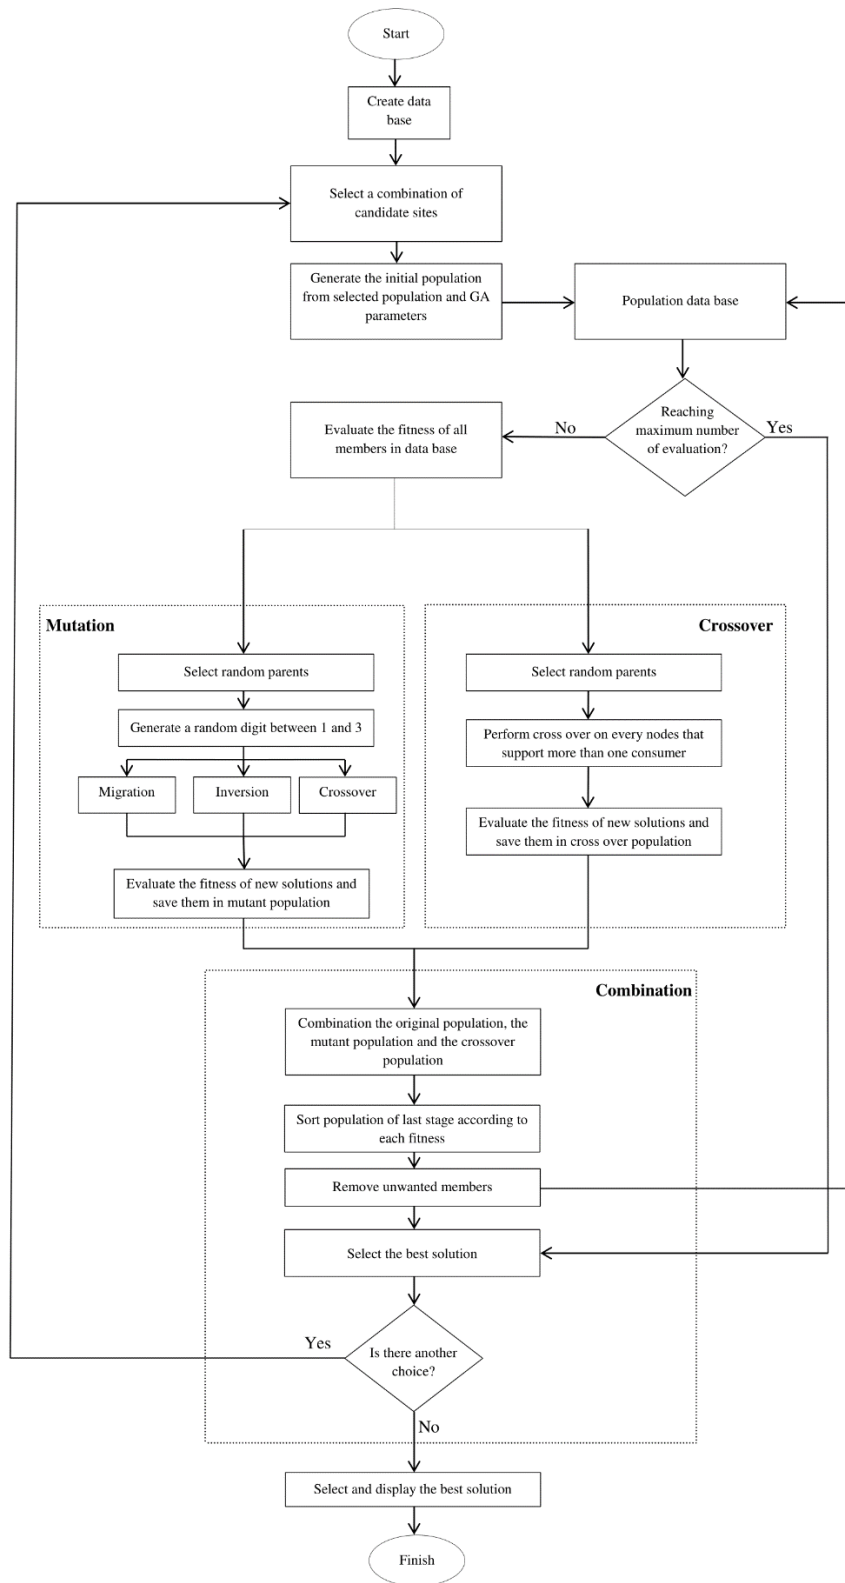 Start
Create data
base
Select a combination of
candidate sites
Generate the initial population
from selected population and GA
parameters
Population data base
Reaching
maximum number
of evaluation?
No
Yes
Evaluate the fitness of all
members in data base
Mutation
Select random parents
Generate a random digit between 1 and 3
Migration
Inversion
Crossover
Evaluate the fitness of new solutions and
save them in mutant population
Crossover
Select random parents
Perform cross over on every nodes that
support more than one consumer
Evaluate the fitness of new solutions and
save them in cross over population
Combination
Combination the original population, the
mutant population and the crossover
population
Sort population of last stage according to
each fitness
Remove unwanted members
Select the best solution
Yes
Is there another
choice?
No
Select and display the best solution
Finish